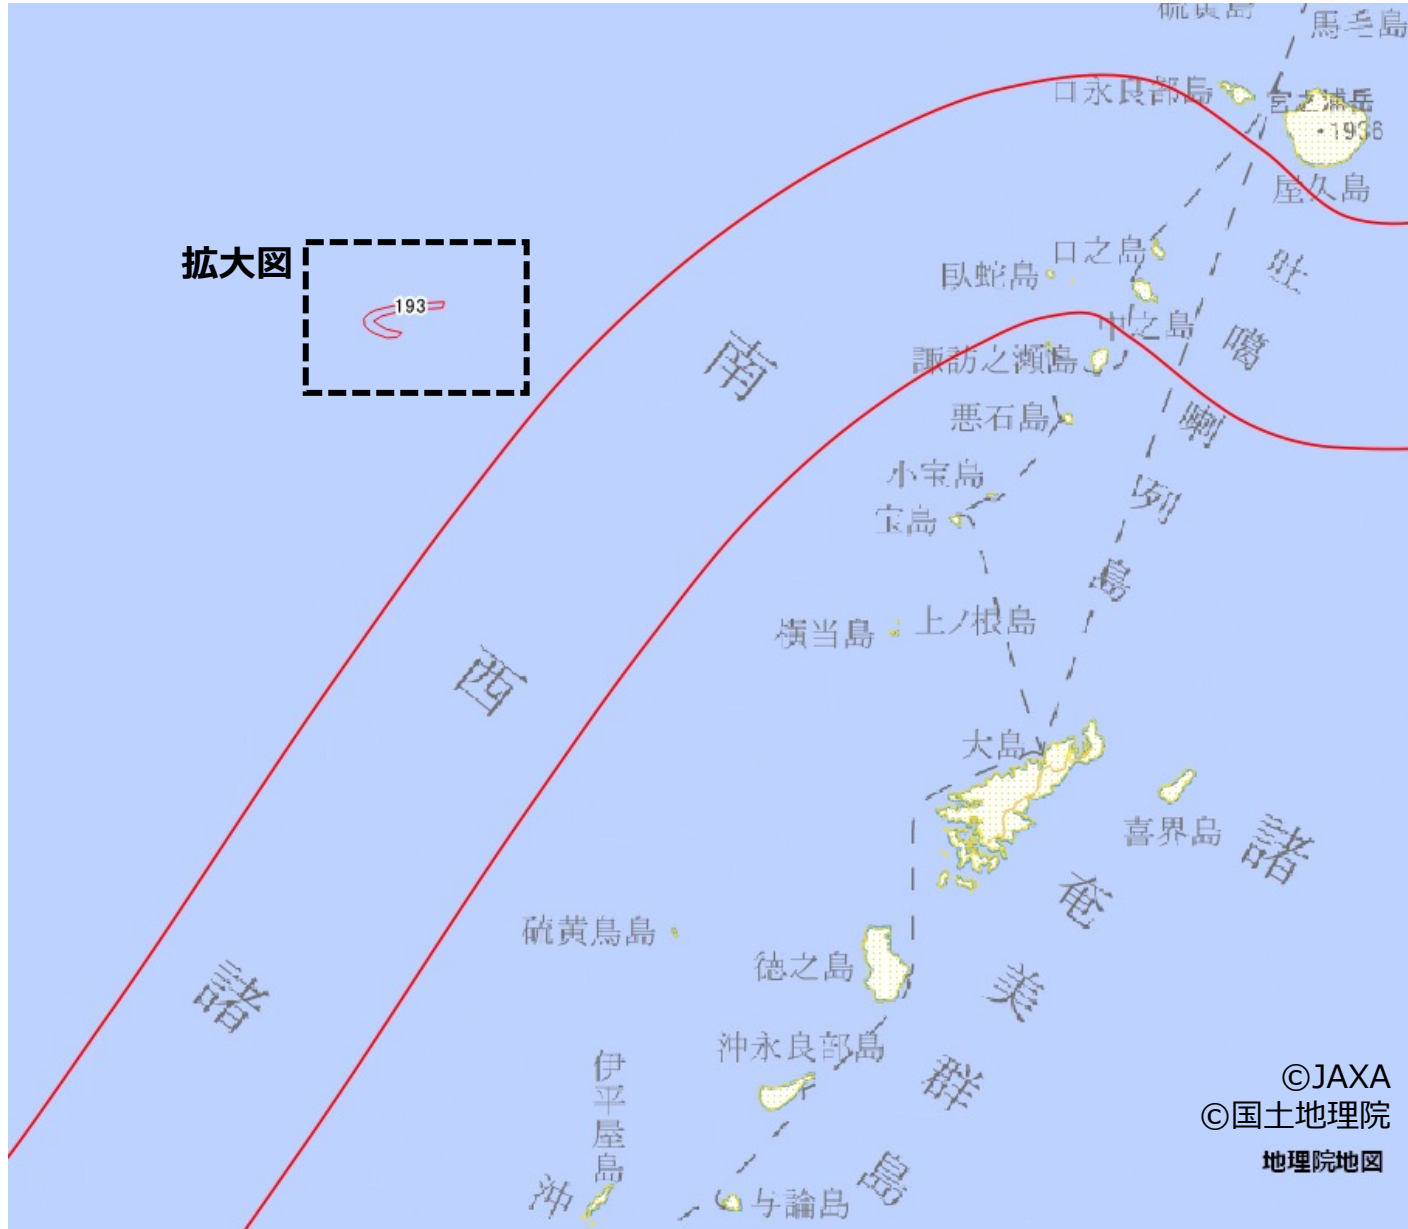 硫黄島
馬毛島
口永良部島
宮之浦岳
・1936
屋久島
拡大図
193
口之島
臥蛇島
中之島
諏訪之瀬島
悪石島
小宝島
宝島
吐
噶
喇
列
島
横当島
上ノ根島
大島
喜界島
南
西
諸
諸
硫黄鳥島
徳之島
沖永良部島
奄
美
群
島
伊平屋島
沖
与論島
©JAXA
©国土地理院
地理院地図